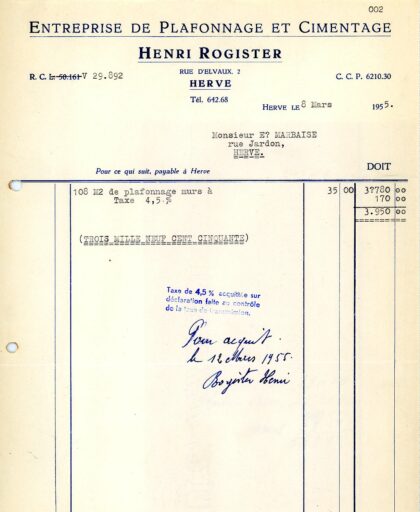 002
ENTREPRISE DE PLAFONNAGE ET CIMENTAGE
HENRI ROGISTER
R. C. L. 50.161 V 29.892
RUE D'ELVAUX. 2
C. C. P. 6210.30
HERVE
Tél. 642.68
HERVE LE 8 Mars 1955.
Monsieur E? MARBAISE
rue Jardon,
HERVE.
Pour ce qui suit, payable à Herve
DOIT
108 M2 de plafonnage murs à 35 00 3?780 00
Taxe 4,5 % 170 00
3.950 00
(TROIS MILLE NEUF CENT CINQUANTE)
Taxe de 4,5 % acquittée sur
déclaration faite au contrôle
de la taxe de transmission.
Pour acquit.
le 12 Mars 1955.
Rogister Henri